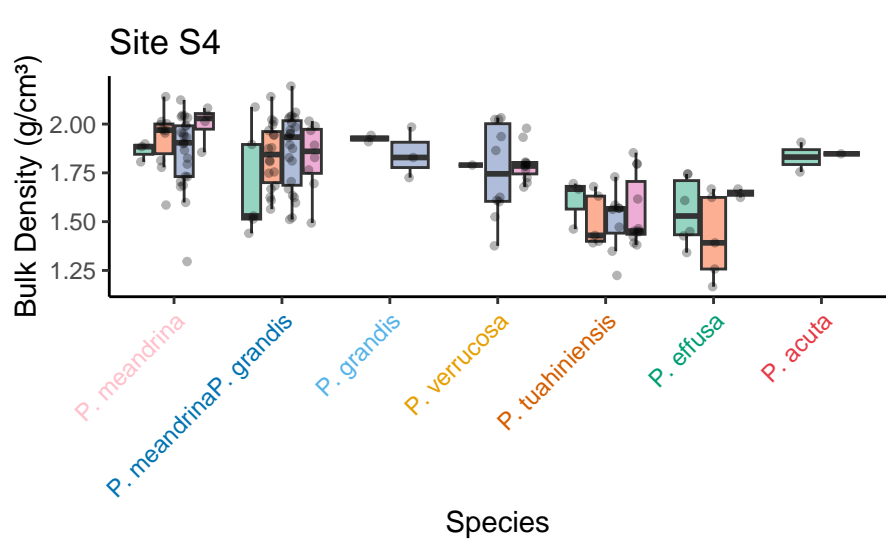 Site S4
Bulk Density (g/cm³)
2.00
1.75
1.50
1.25
P. meandrina
P. meandrinaP. grandis
P. grandis
P. verrucosa
P. tuahiniensis
P. effusa
P. acuta
Species